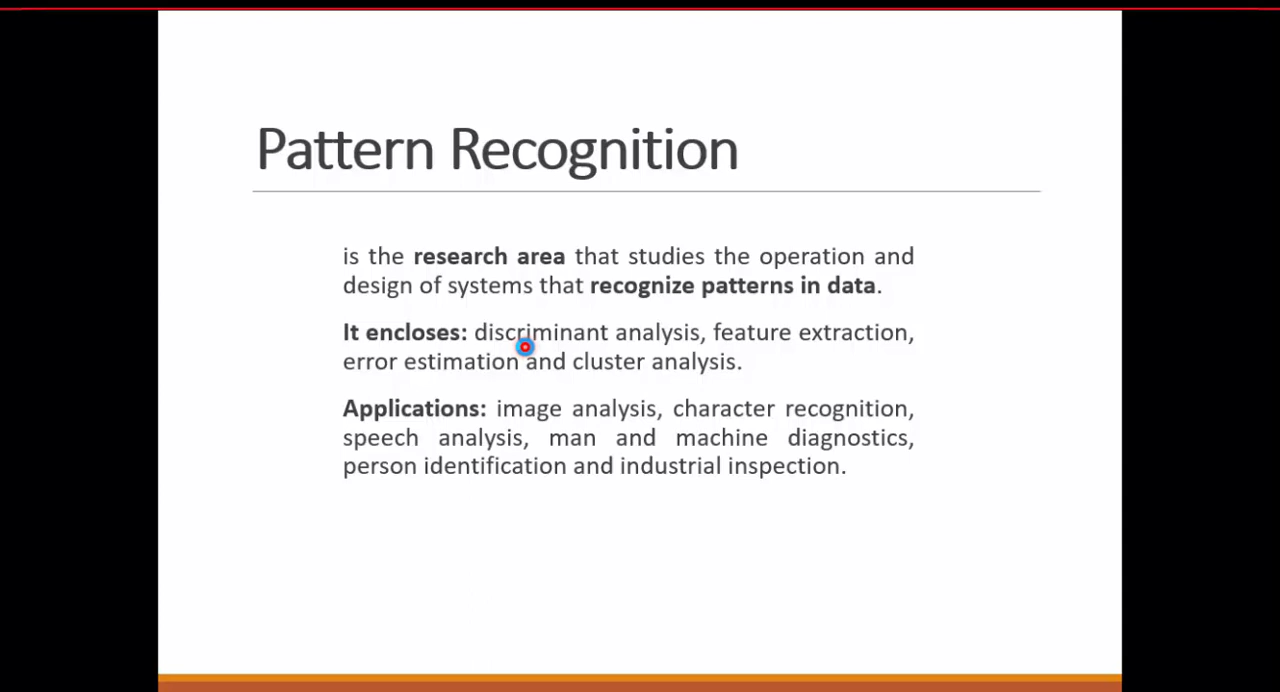 Pattern Recognition
is the research area that studies the operation and
design of systems that recognize patterns in data.
It encloses: discriminant analysis, feature extraction,
error estimation and cluster analysis.
Applications: image analysis, character recognition,
speech analysis, man and machine diagnostics,
person identification and industrial inspection.